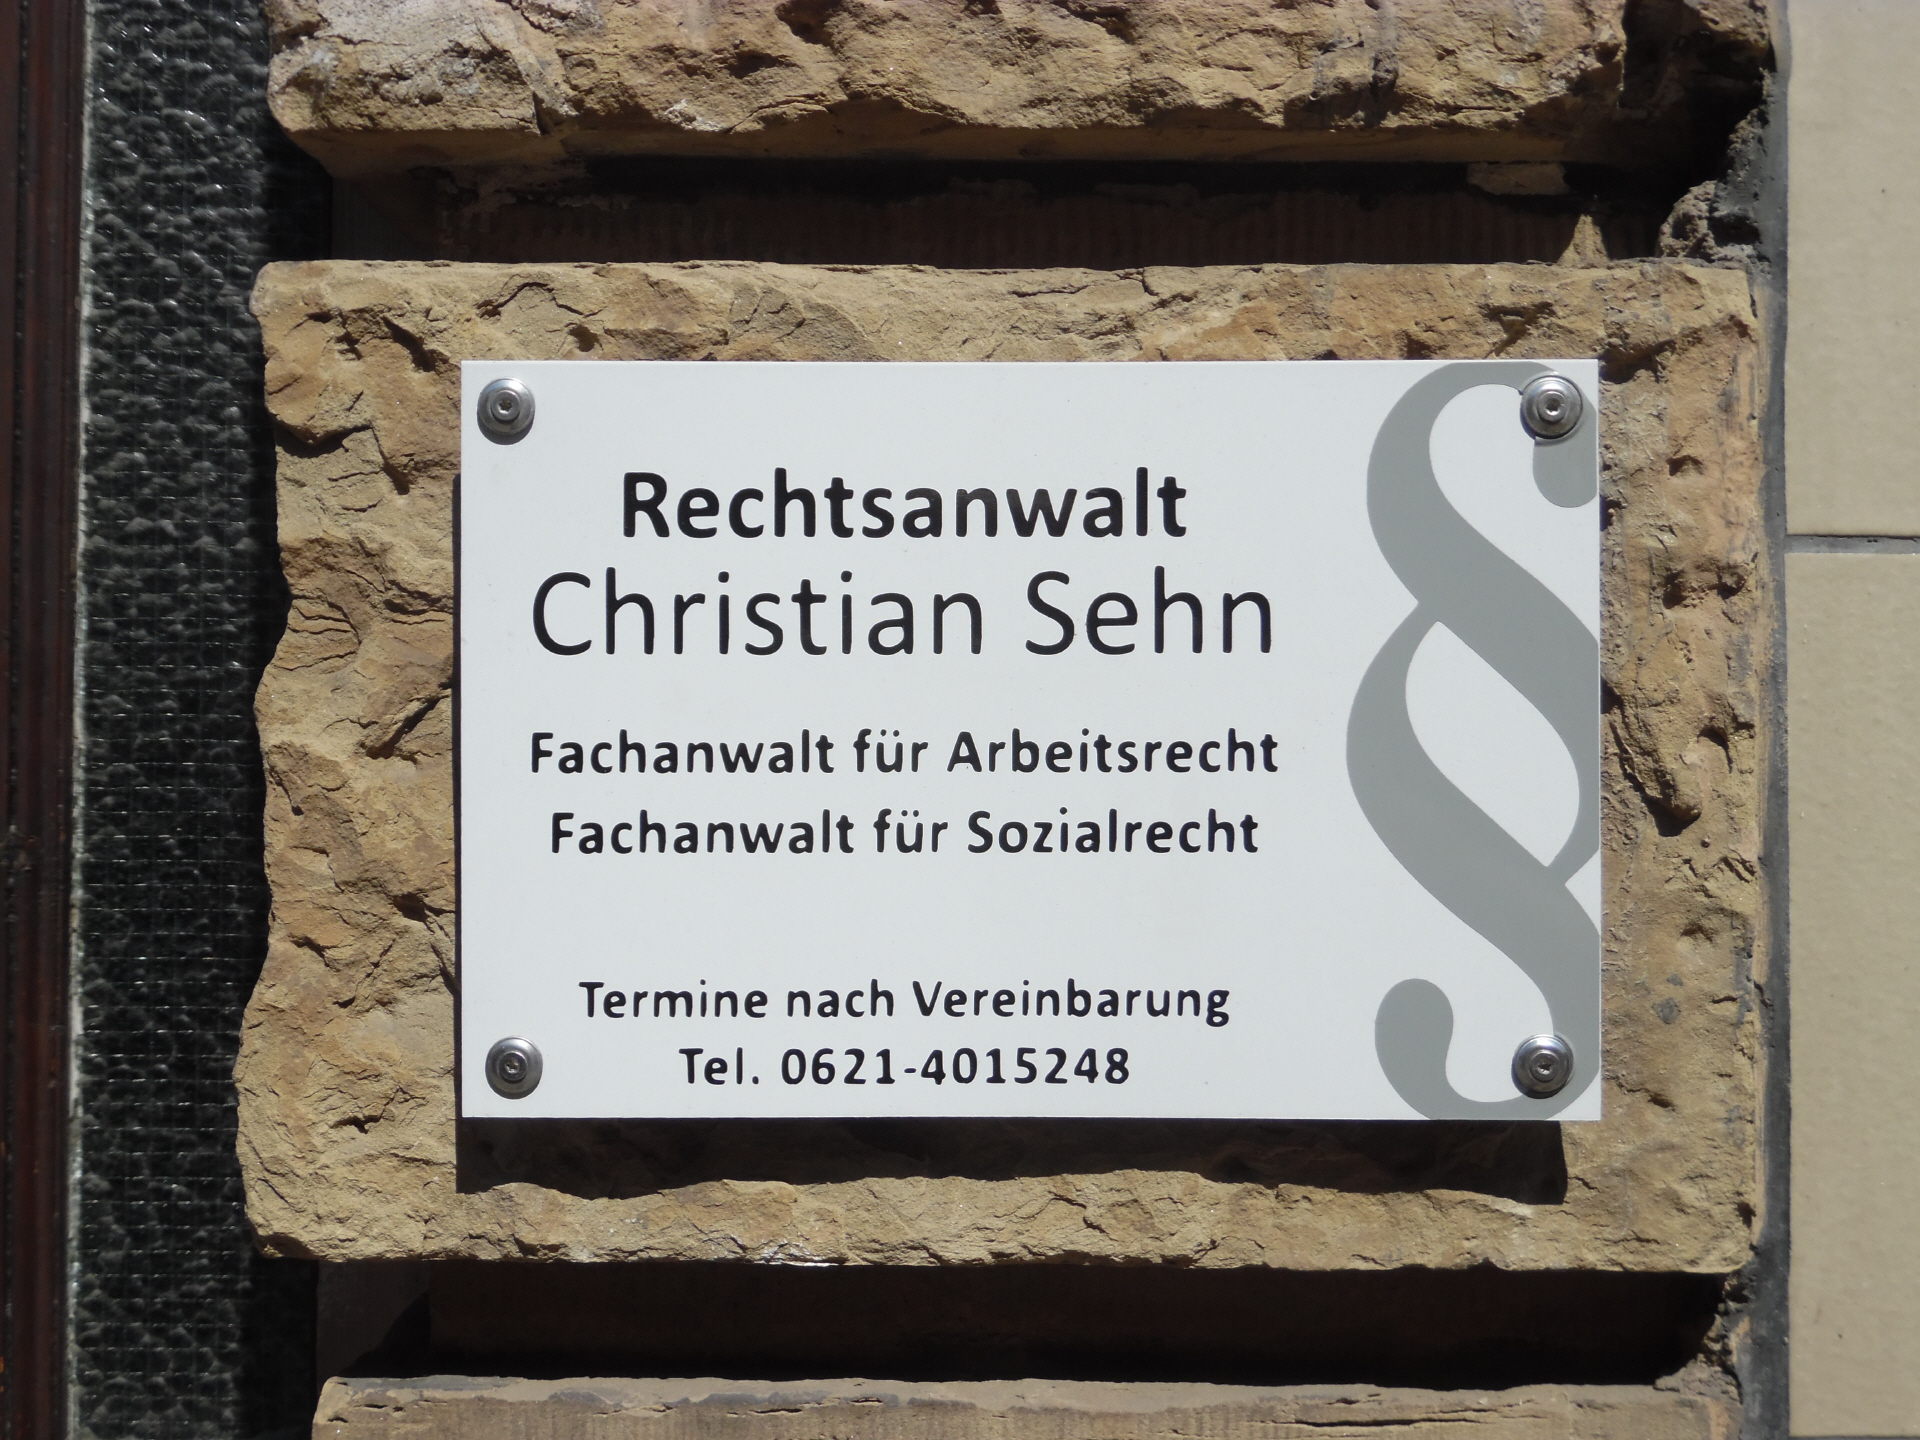 Rechtsanwalt
Christian Sehn
Fachanwalt für Arbeitsrecht
Fachanwalt für Sozialrecht
Termine nach Vereinbarung
Tel. 0621-4015248
§